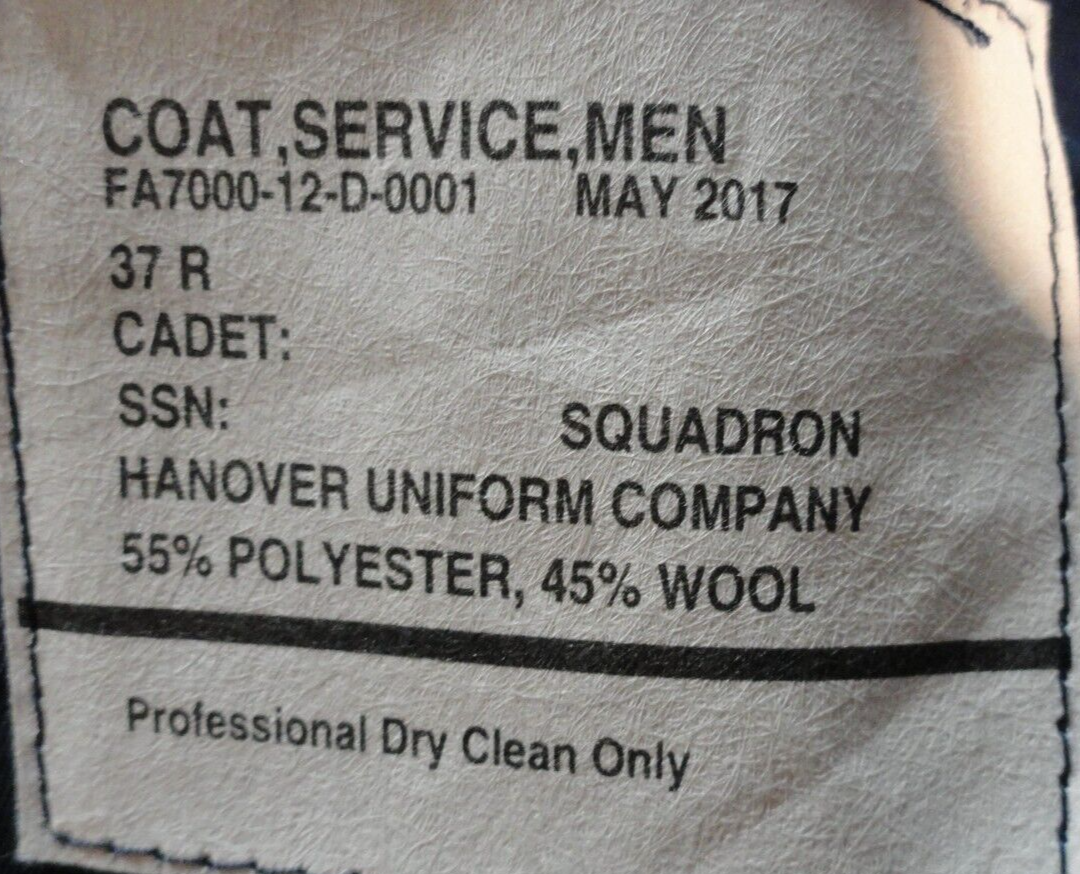 COAT,SERVICE,MEN
FA7000-12-D-0001 MAY 2017
37 R
CADET:
SSN: SQUADRON
HANOVER UNIFORM COMPANY
55% POLYESTER, 45% WOOL
Professional Dry Clean Only